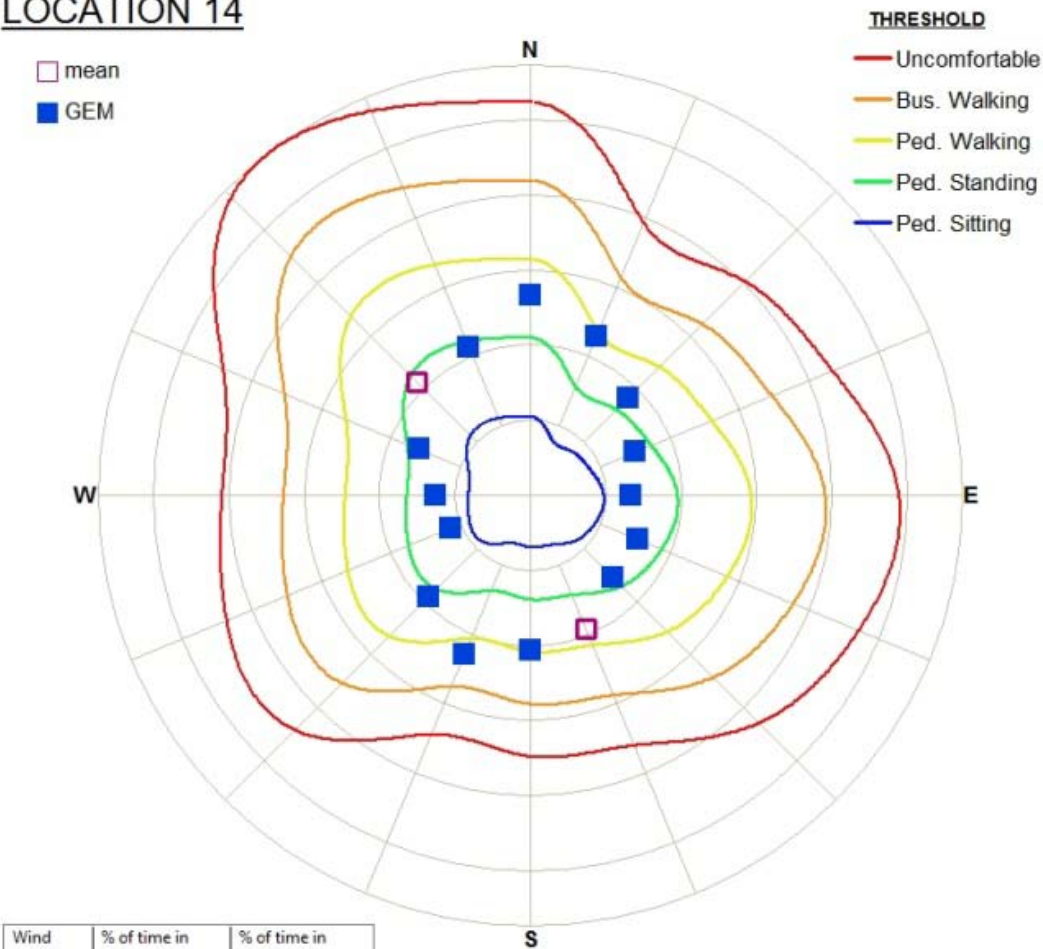 LOCATION 14
THRESHOLD
mean
GEM
N
Uncomfortable
Bus. Walking
Ped. Walking
Ped. Standing
Ped. Sitting
W
E
S
Wind % of time in % of time in